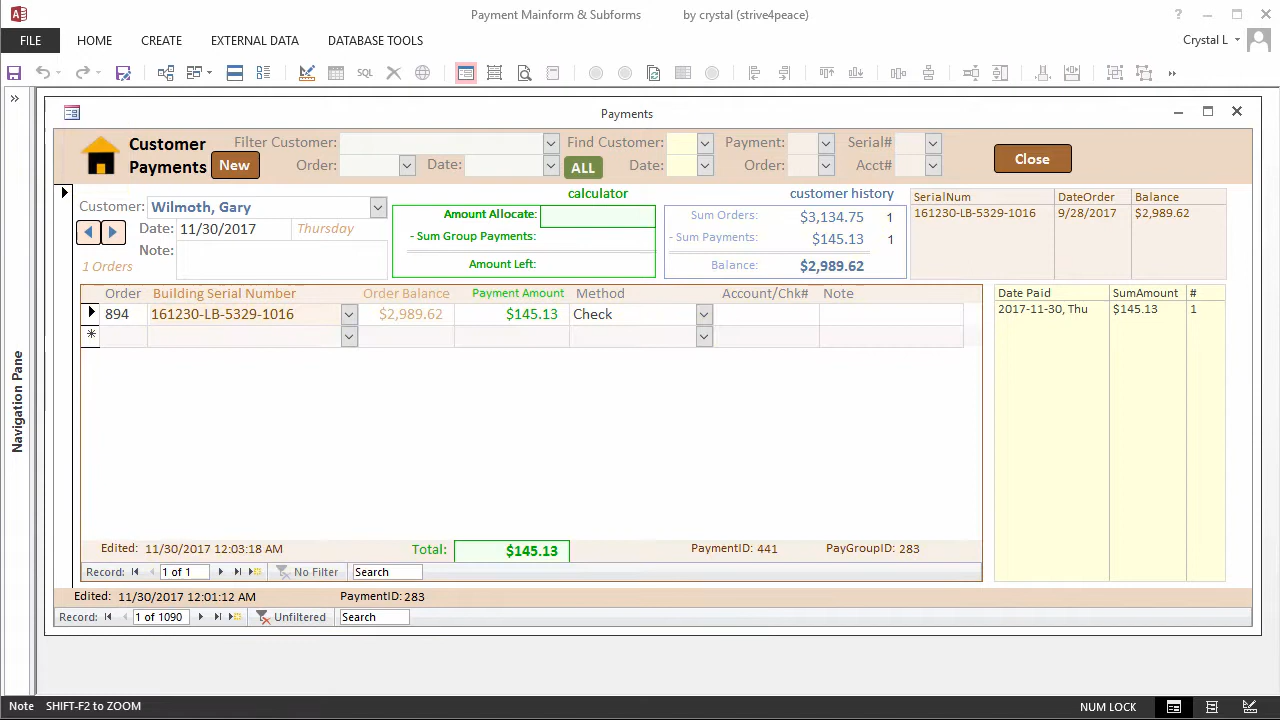 Payment Mainform & Subforms by crystal (strive4peace)
?
FILE HOME CREATE EXTERNAL DATA DATABASE TOOLS Crystal L
SQL
Payments
Customer Payments
New
Filter Customer: Find Customer: Payment: Serial#
Order: Date: ALL Date: Order: Acct#
Close
Customer: Wilmoth, Gary
Date: 11/30/2017 Thursday
Note:
1 Orders
calculator
Amount Allocate:
- Sum Group Payments:
Amount Left:
customer history
Sum Orders: $3,134.75 1
- Sum Payments: $145.13 1
Balance: $2,989.62
SerialNum DateOrder Balance
161230-LB-5329-1016 9/28/2017 $2,989.62
Order Building Serial Number Order Balance Payment Amount Method Account/Chk# Note
894 161230-LB-5329-1016 $2,989.62 $145.13 Check
Date Paid SumAmount #
2017-11-30, Thu $145.13 1
Edited: 11/30/2017 12:03:18 AM Total: $145.13 PaymentID: 441 PayGroupID: 283
Record: 1 of 1 No Filter Search
Edited: 11/30/2017 12:01:12 AM PaymentID: 283
Record: 1 of 1090 Unfiltered Search
Navigation Pane
Note SHIFT-F2 to ZOOM NUM LOCK